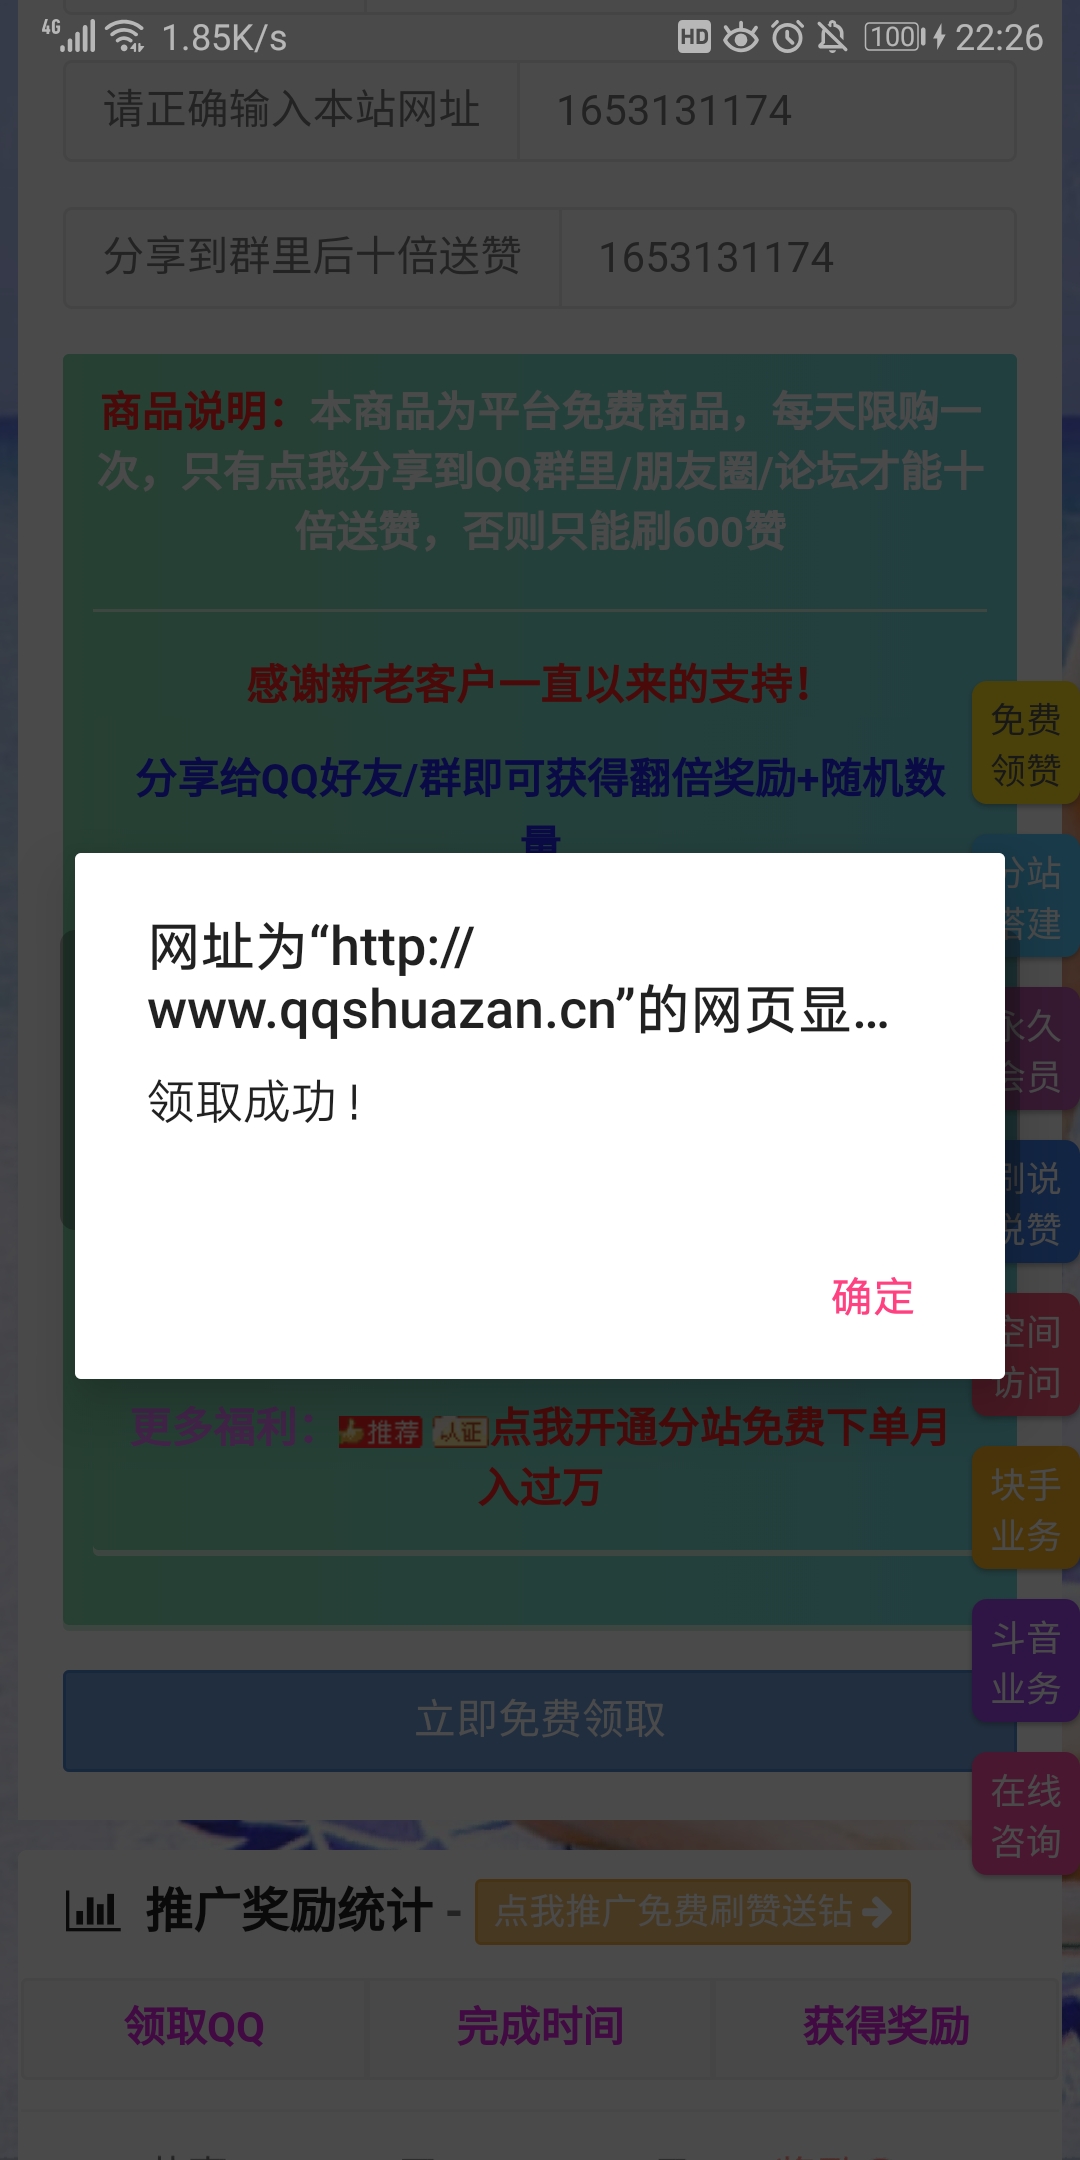 4G 1.85K/s HD 100 22:26
请正确输入本站网址 1653131174
分享到群里后十倍送赞 1653131174
商品说明：本商品为平台免费商品，每天限购一
次，只有点我分享到QQ群里/朋友圈/论坛才能十
倍送赞，否则只能刷600赞
感谢新老客户一直以来的支持！
分享给QQ好友/群即可获得翻倍奖励+随机数
量
免费
领赞
分站
搭建
网址为“http://
www.qqshuazan.cn”的网页显...
领取成功！
确定
永久
会员
刷说
说赞
空间
访问
更多福利：推荐 认证点我开通分站免费下单月
入过万
块手
业务
斗音
业务
立即免费领取
在线
咨询
推广奖励统计 - 点我推广免费刷赞送钻
领取QQ 完成时间 获得奖励